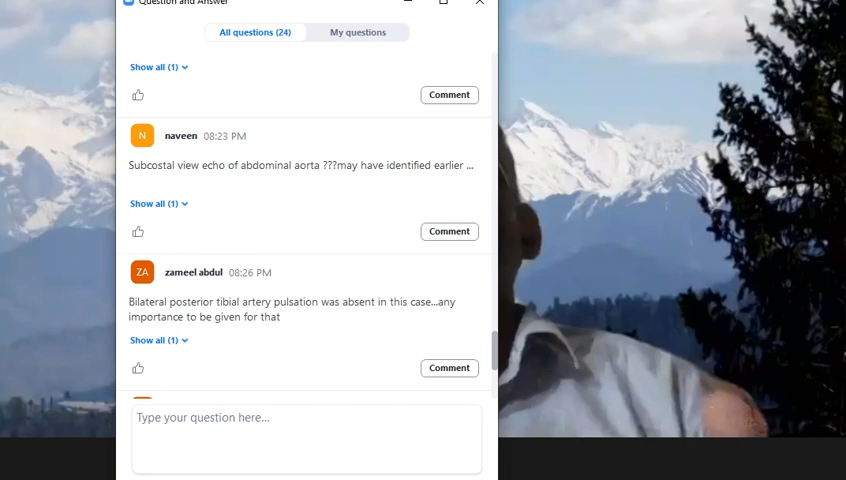 Question and Answer
All questions (24) My questions
Show all (1)
Comment
N naveen 08:23 PM
Subcostal view echo of abdominal aorta ???may have identified earlier ...
Show all (1)
Comment
ZA zameel abdul 08:26 PM
Bilateral posterior tibial artery pulsation was absent in this case...any
importance to be given for that
Show all (1)
Comment
Type your question here...